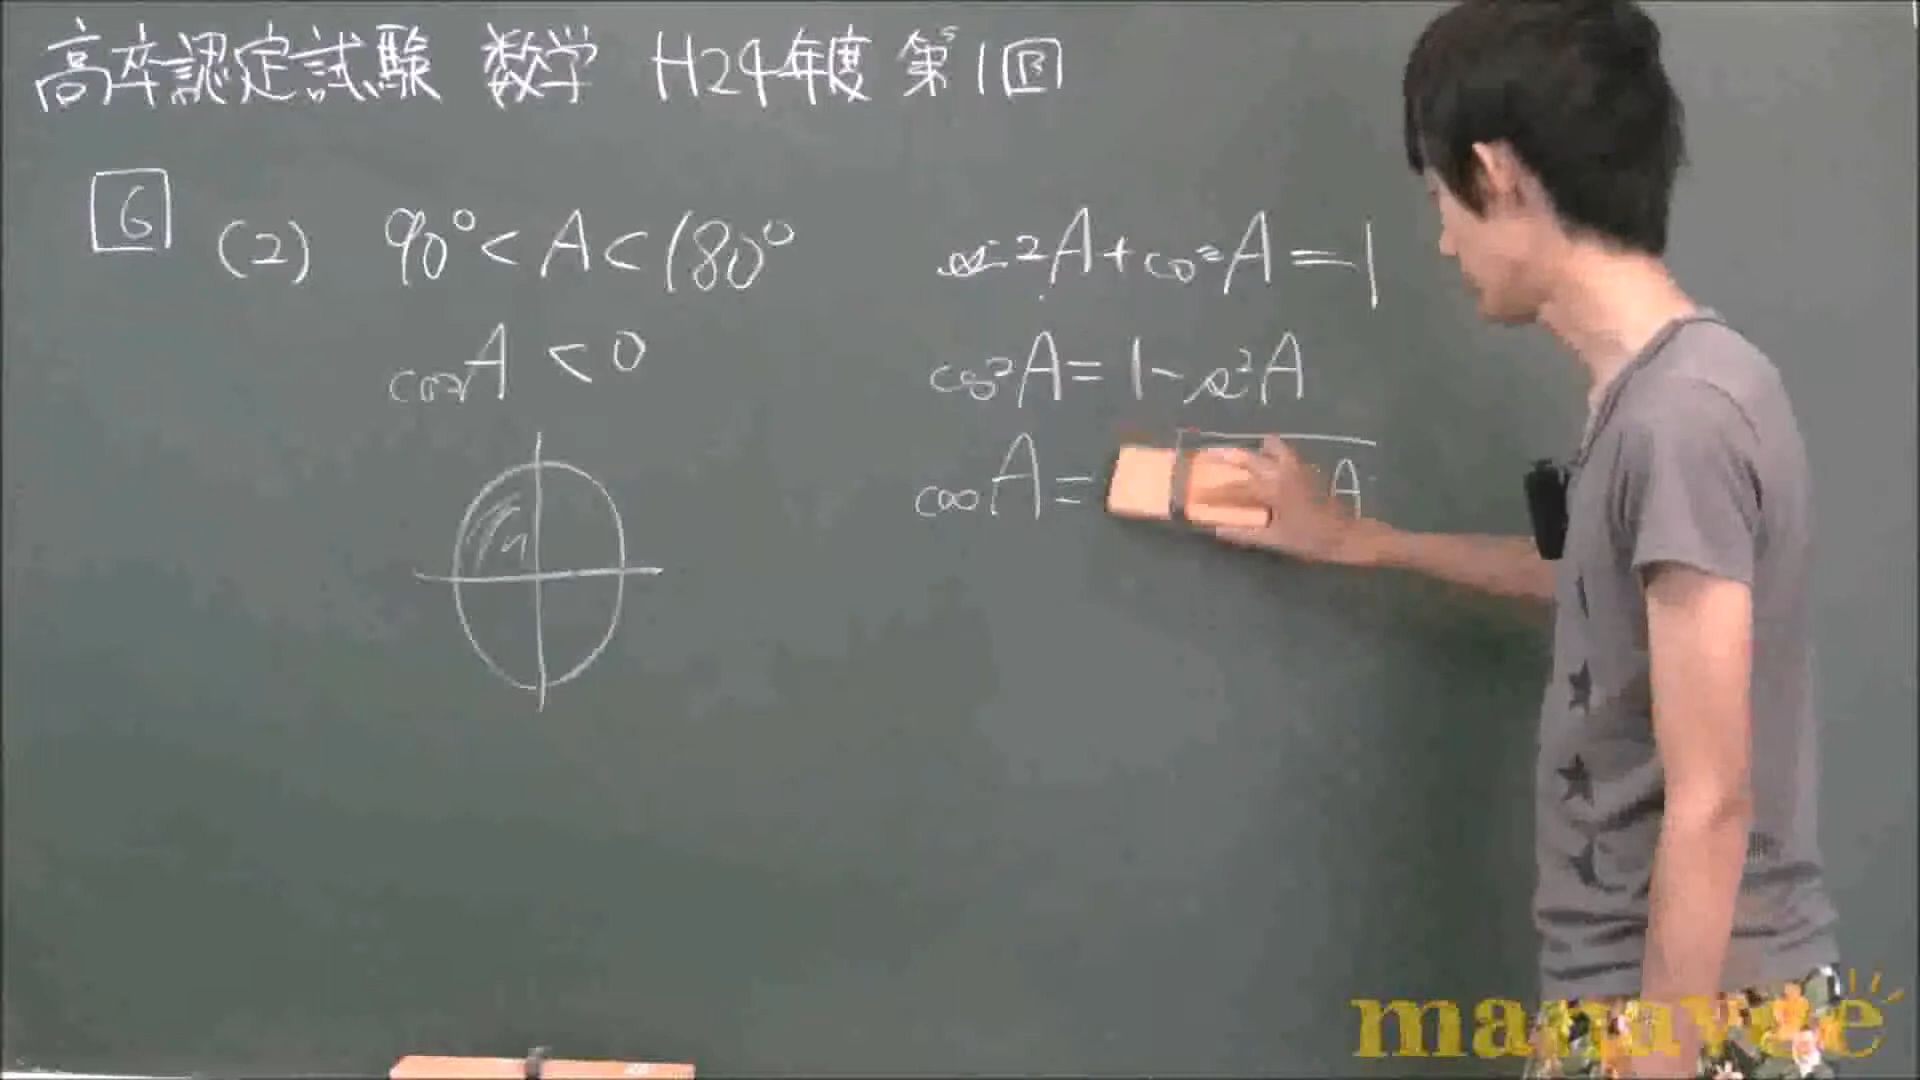 高卒認定試験 数学 H24年度 第1回
6
(2) 90° < A < 180°
cos A < 0
sin²A + cos²A = 1
cos²A = 1 - sin²A
cos A =
A
manavee